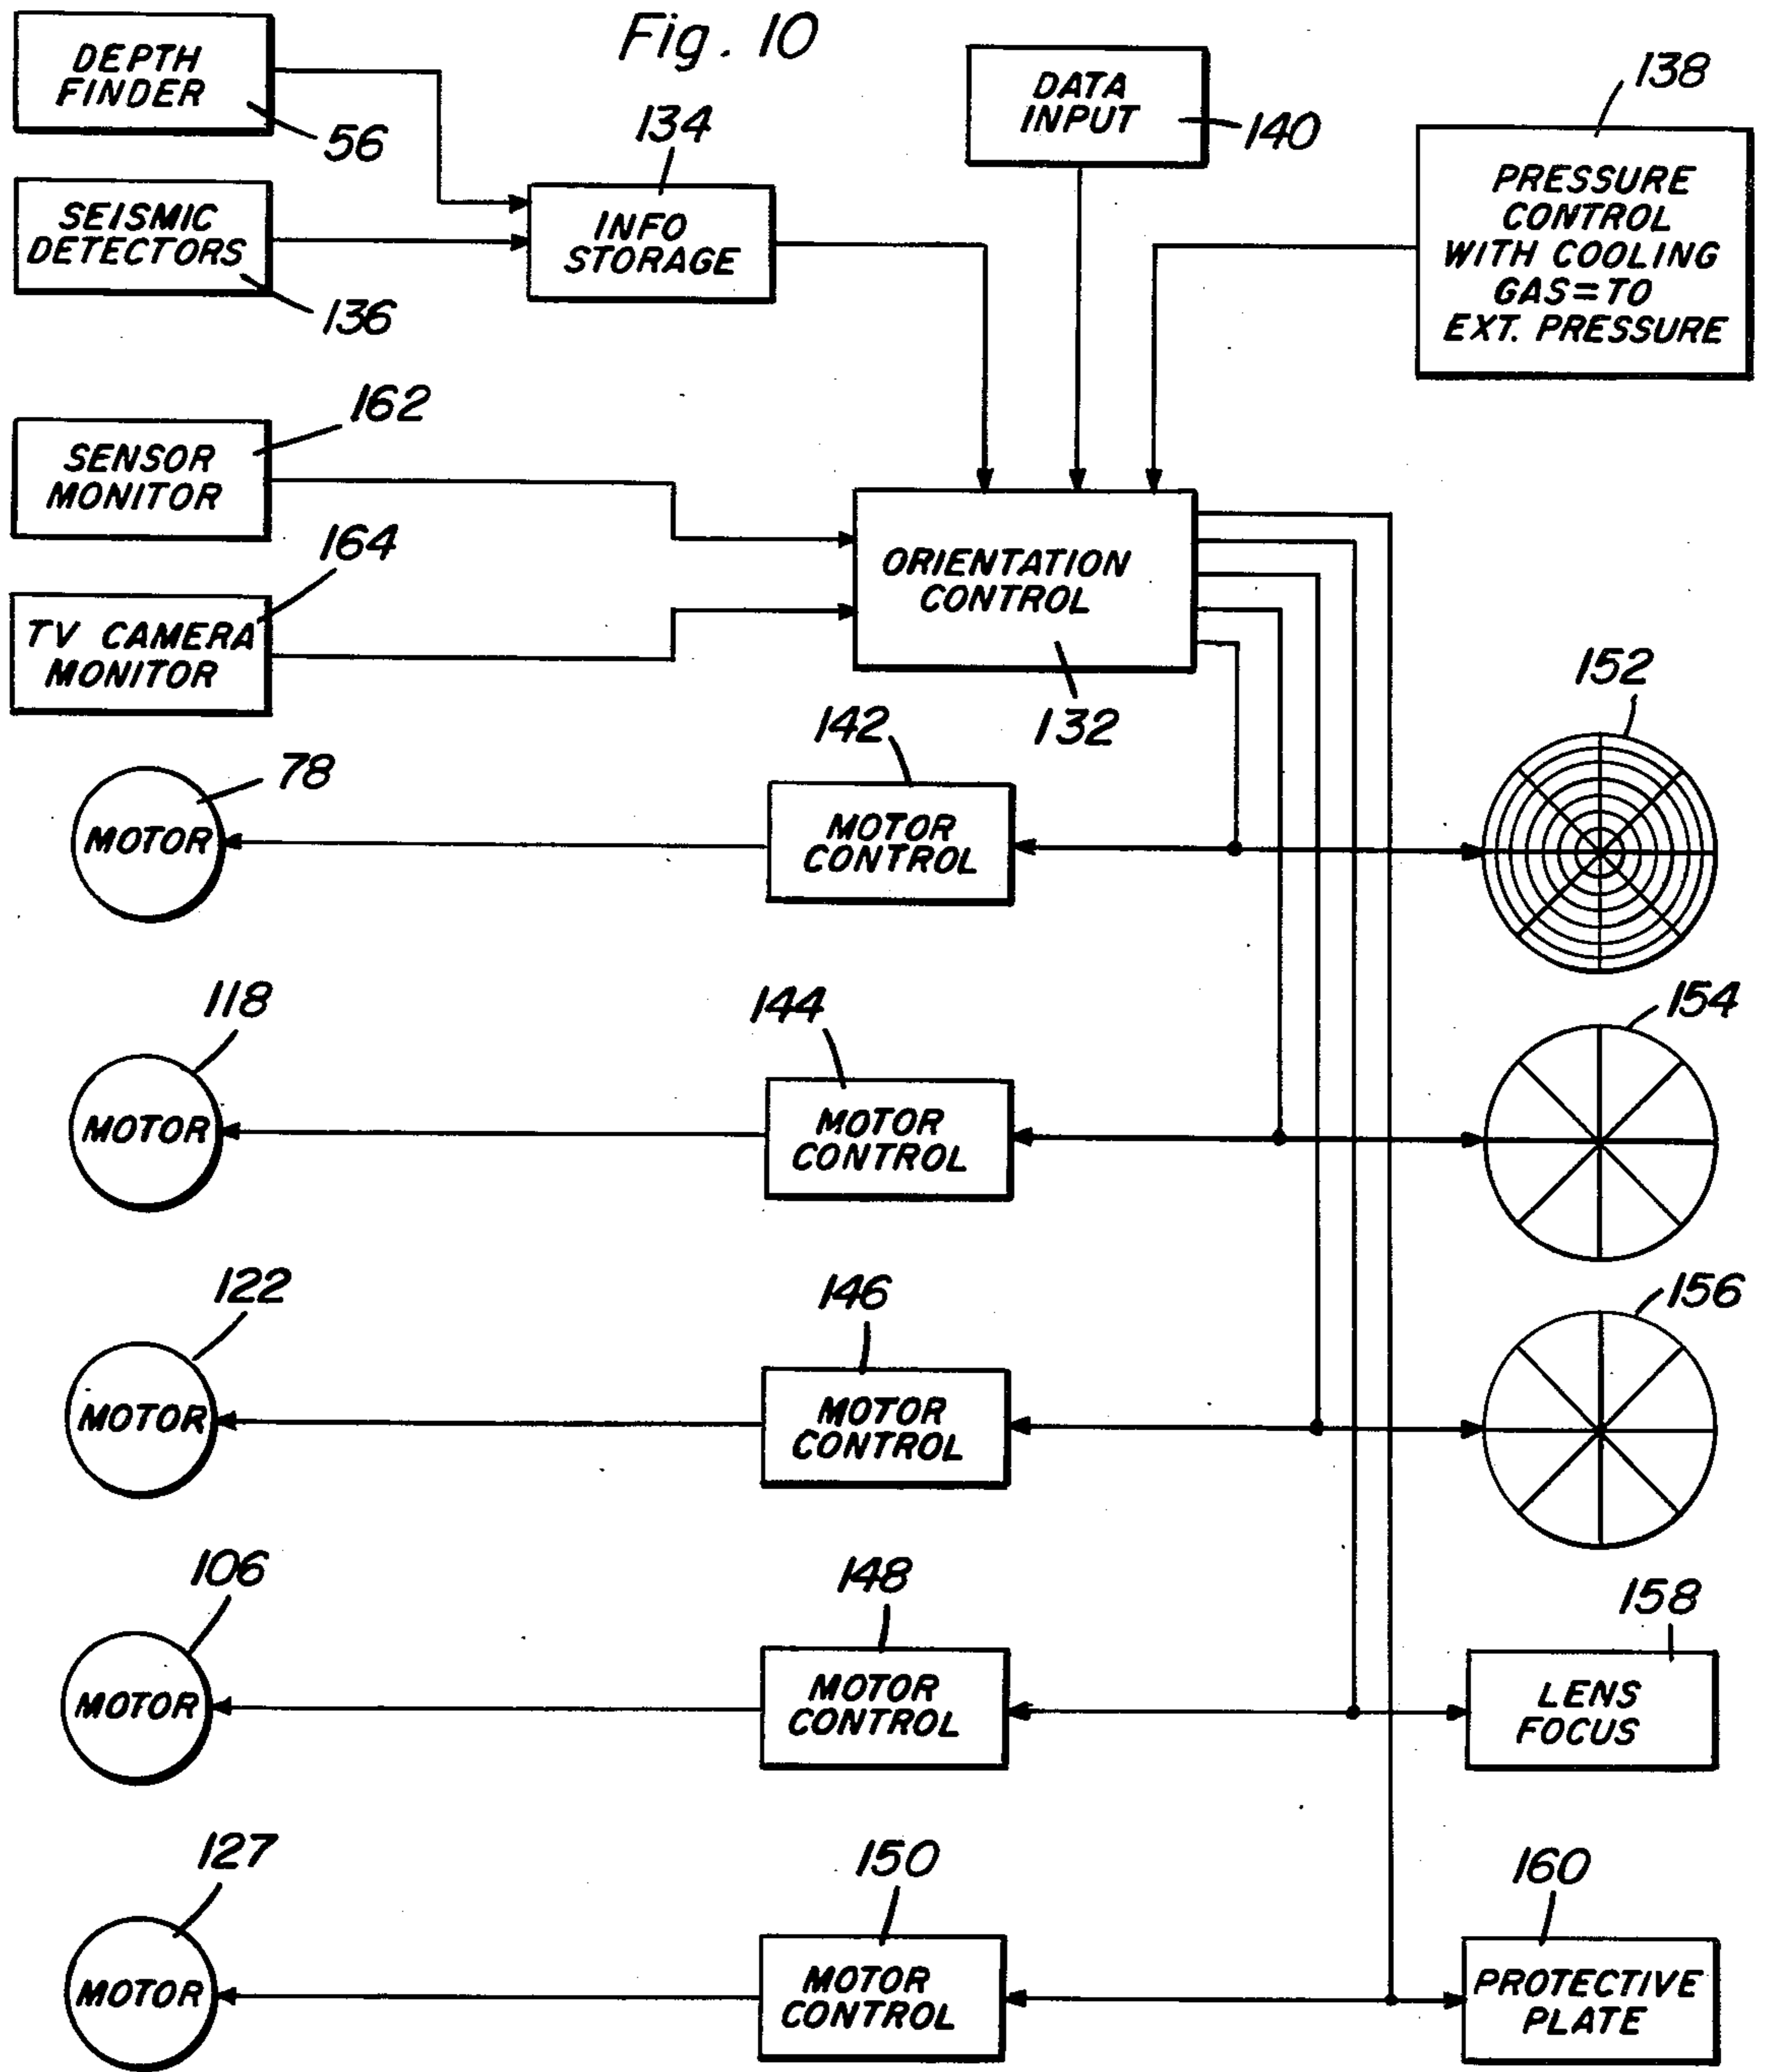 Fig. 10
DEPTH
FINDER
56
DATA
INPUT
140
138
PRESSURE
CONTROL
WITH COOLING
GAS=TO
EXT. PRESSURE
134
INFO
STORAGE
SEISMIC
DETECTORS
136
162
SENSOR
MONITOR
164
TV CAMERA
MONITOR
ORIENTATION
CONTROL
132
152
78
MOTOR
142
MOTOR
CONTROL
154
118
MOTOR
144
MOTOR
CONTROL
156
122
MOTOR
146
MOTOR
CONTROL
106
MOTOR
148
MOTOR
CONTROL
158
LENS
FOCUS
127
MOTOR
150
MOTOR
CONTROL
160
PROTECTIVE
PLATE